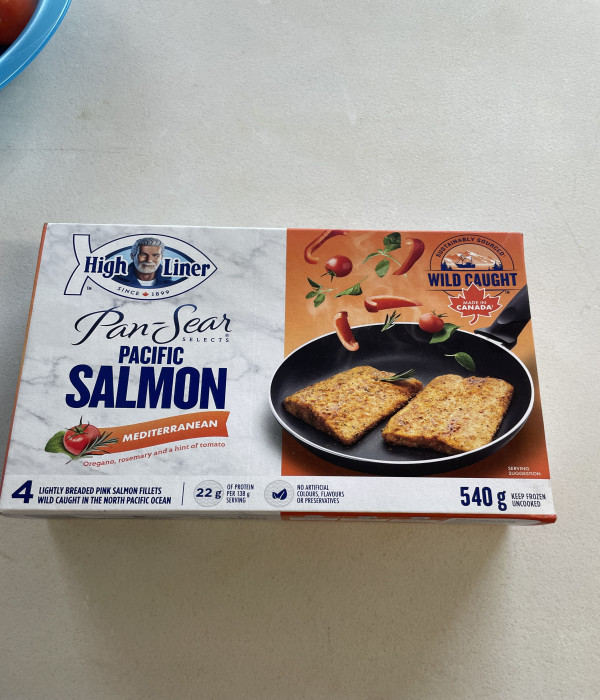 High Liner
SINCE 1899
Pan-Sear
SELECTS
PACIFIC
SALMON
MEDITERRANEAN
Oregano, rosemary and a hint of tomato
SUSTAINABLY SOURCED
WILD CAUGHT
MADE IN
CANADA
SERVING
SUGGESTION
4 LIGHTLY BREADED PINK SALMON FILLETS
WILD CAUGHT IN THE NORTH PACIFIC OCEAN
22 g OF PROTEIN
PER 138 g
SERVING
NO ARTIFICIAL
COLOURS, FLAVOURS
OR PRESERVATIVES
540 g KEEP FROZEN
UNCOOKED